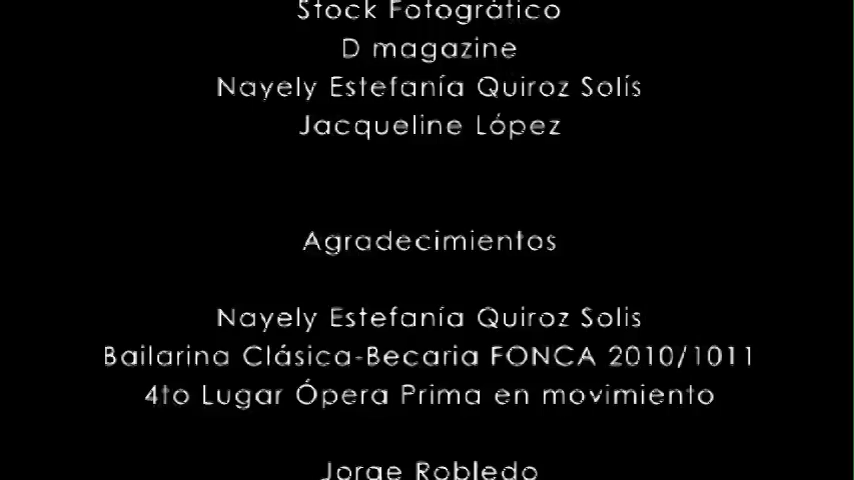 Stock Fotográfico
D magazine
Nayely Estefanía Quiroz Solís
Jacqueline López
Agradecimientos
Nayely Estefanía Quiroz Solis
Bailarina Clásica-Becaria FONCA 2010/1011
4to Lugar Ópera Prima en movimiento
Jorge Robledo